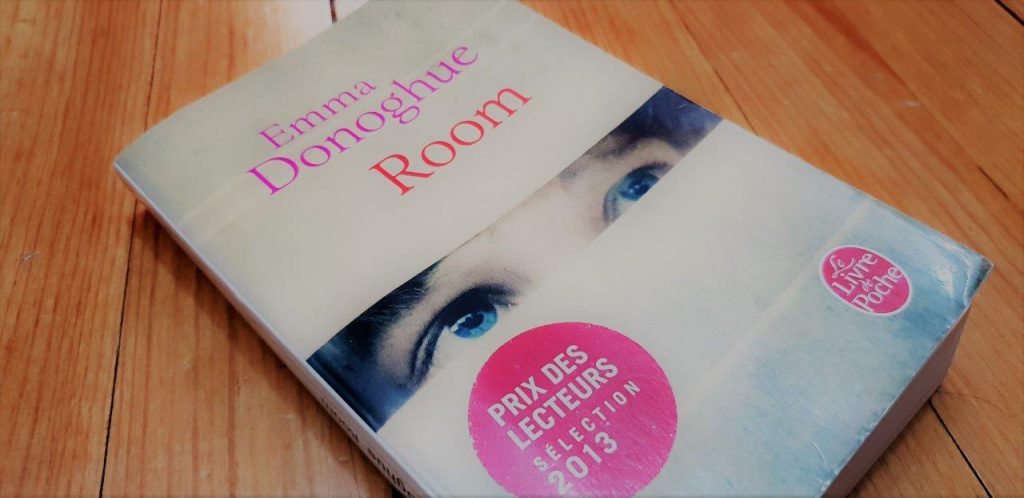 Emma
Donoghue
Room
PRIX DES
LECTEURS
SÉLECTION
2013
Le
Livre
de
Poche